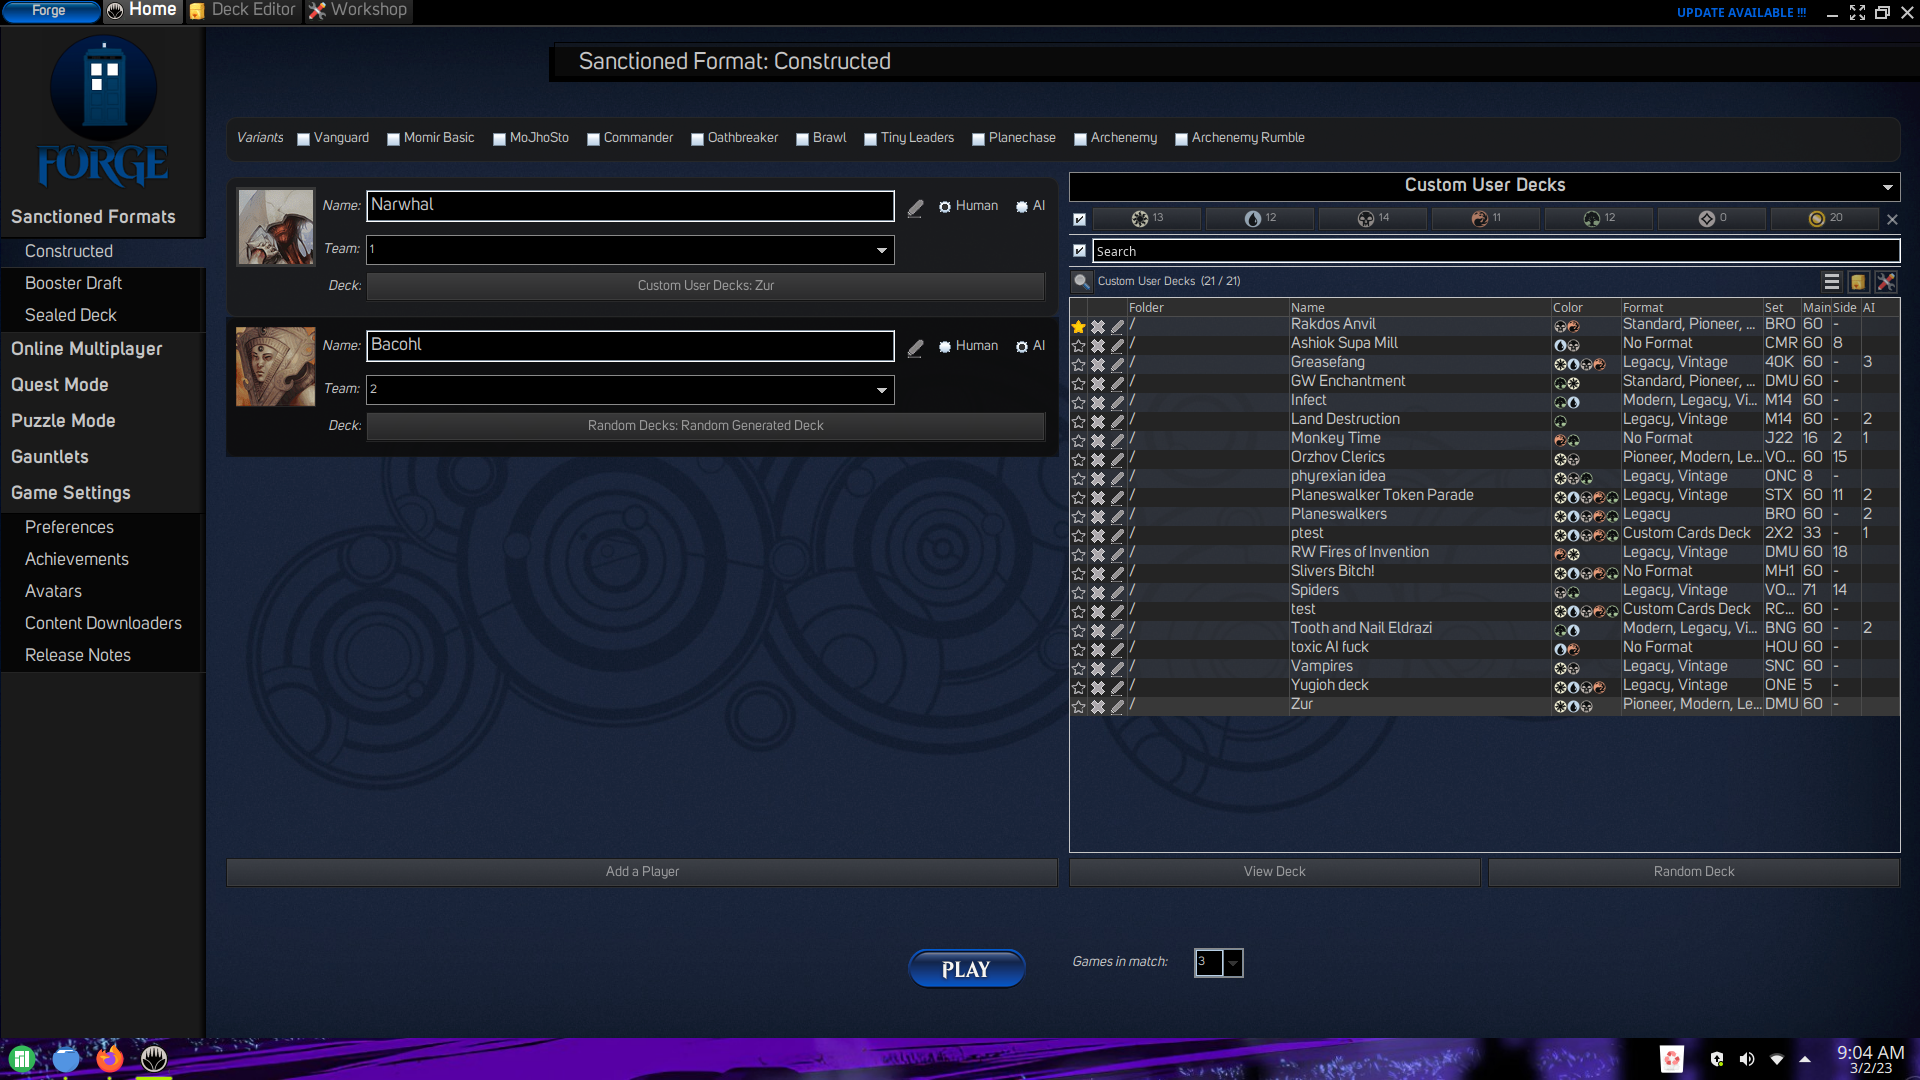 Forge Home Deck Editor Workshop UPDATE AVAILABLE !!!
FORGE
Sanctioned Formats
Constructed
Booster Draft
Sealed Deck
Online Multiplayer
Quest Mode
Puzzle Mode
Gauntlets
Game Settings
Preferences
Achievements
Avatars
Content Downloaders
Release Notes
Sanctioned Format: Constructed
Variants Vanguard Momir Basic MoJhoSto Commander Oathbreaker Brawl Tiny Leaders Planechase Archenemy Archenemy Rumble
Name: Narwhal Human AI
Team: 1
Deck: Custom User Decks: Zur
Name: Bacohl Human AI
Team: 2
Deck: Random Decks: Random Generated Deck
Add a Player
Custom User Decks
13 12 14 11 12 0 20
Search
Custom User Decks (21 / 21)
Folder Name Color Format Set Main Side AI
/ Rakdos Anvil Standard, Pioneer, ... BRO 60 -
/ Ashiok Supa Mill No Format CMR 60 8
/ Greasefang Legacy, Vintage 40K 60 - 3
/ GW Enchantment Standard, Pioneer, ... DMU 60 -
/ Infect Modern, Legacy, Vi... M14 60 -
/ Land Destruction Legacy, Vintage M14 60 - 2
/ Monkey Time No Format J22 16 2 1
/ Orzhov Clerics Pioneer, Modern, Le... VO... 60 15
/ phyrexian idea Legacy, Vintage ONC 8 -
/ Planeswalker Token Parade Legacy, Vintage STX 60 11 2
/ Planeswalkers Legacy BRO 60 - 2
/ ptest Custom Cards Deck 2X2 33 - 1
/ RW Fires of Invention Legacy, Vintage DMU 60 18
/ Slivers Bitch! No Format MH1 60 -
/ Spiders Legacy, Vintage VO... 71 14
/ test Custom Cards Deck RC... 60 -
/ Tooth and Nail Eldrazi Modern, Legacy, Vi... BNG 60 - 2
/ toxic AI fuck No Format HOU 60 -
/ Vampires Legacy, Vintage SNC 60 -
/ Yugioh deck Legacy, Vintage ONE 5 -
/ Zur Pioneer, Modern, Le... DMU 60 -
View Deck Random Deck
PLAY Games in match: 3
9:04 AM
3/2/23